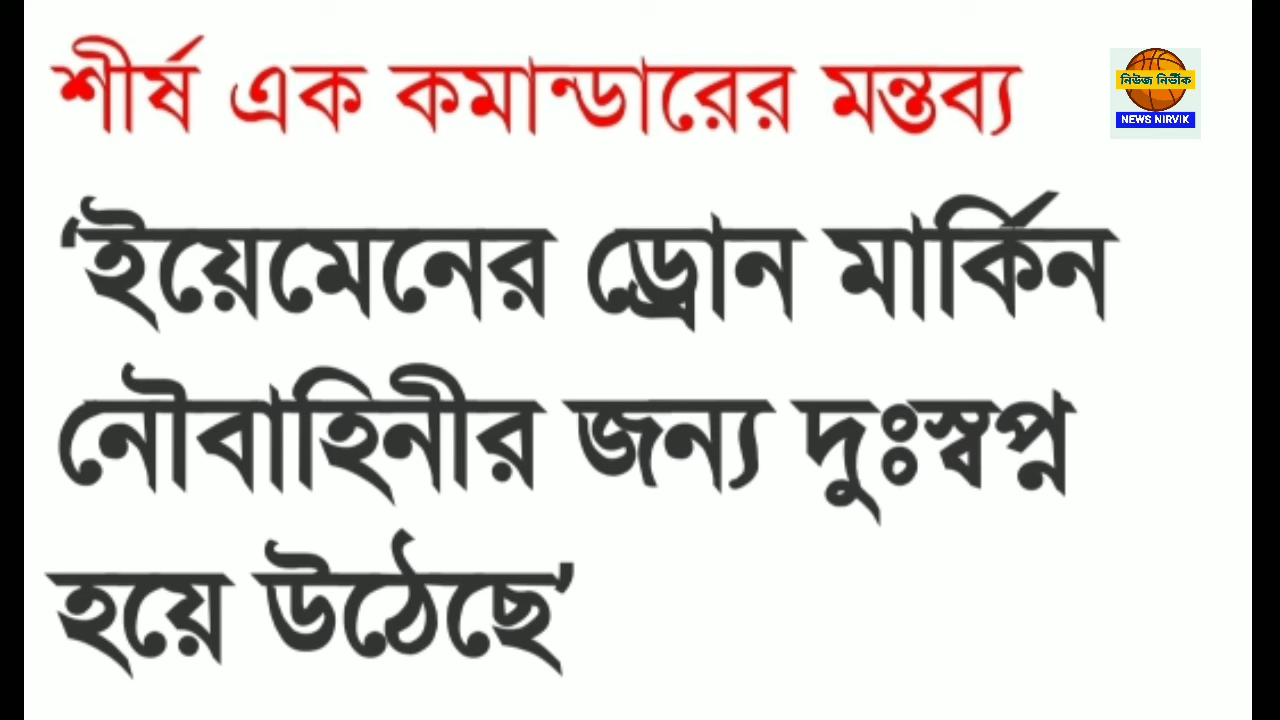 শীর্ষ এক কমান্ডারের মন্তব্য
নিউজ নির্ভীক
NEWS NIRVIK
‘ইয়েমেনের ড্রোন মার্কিন
নৌবাহিনীর জন্য দুঃস্বপ্ন
হয়ে উঠেছে’